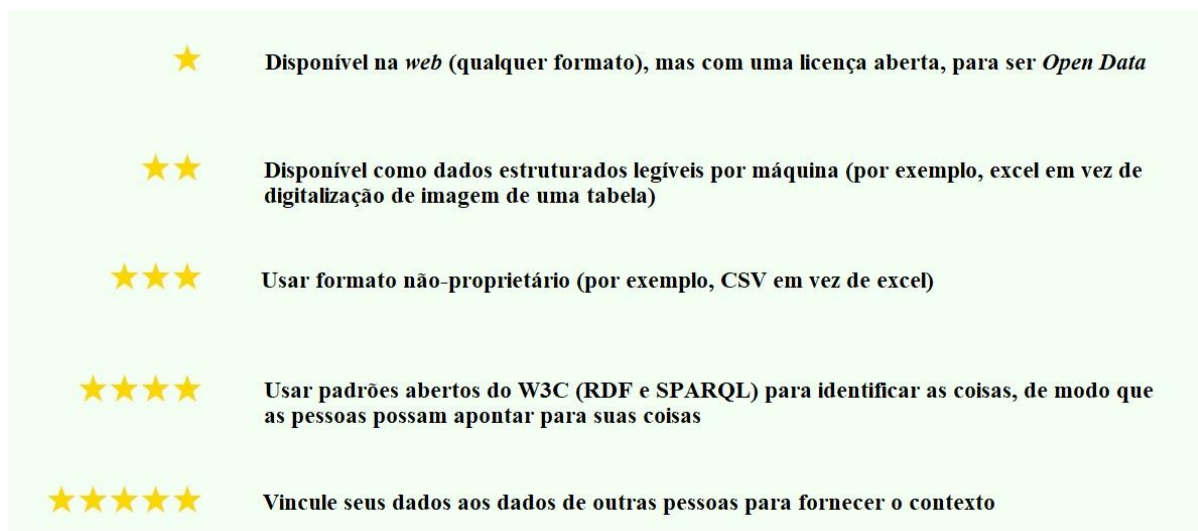 Disponível na web (qualquer formato), mas com uma licença aberta, para ser Open Data
Disponível como dados estruturados legíveis por máquina (por exemplo, excel em vez de
digitalização de imagem de uma tabela)
Usar formato não-proprietário (por exemplo, CSV em vez de excel)
Usar padrões abertos do W3C (RDF e SPARQL) para identificar as coisas, de modo que
as pessoas possam apontar para suas coisas
Vincule seus dados aos dados de outras pessoas para fornecer o contexto